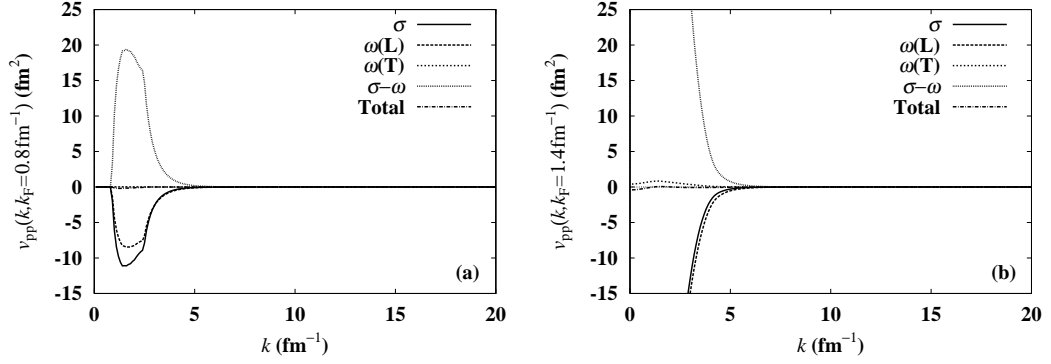 v_pp(k,k_F=0.8fm⁻¹) (fm²)
25
20
15
10
5
0
-5
-10
-15
σ
ω(L)
ω(T)
σ–ω
Total
(a)
0 5 10 15 20
k (fm⁻¹)
v_pp(k,k_F=1.4fm⁻¹) (fm²)
25
20
15
10
5
0
-5
-10
-15
σ
ω(L)
ω(T)
σ–ω
Total
(b)
0 5 10 15 20
k (fm⁻¹)